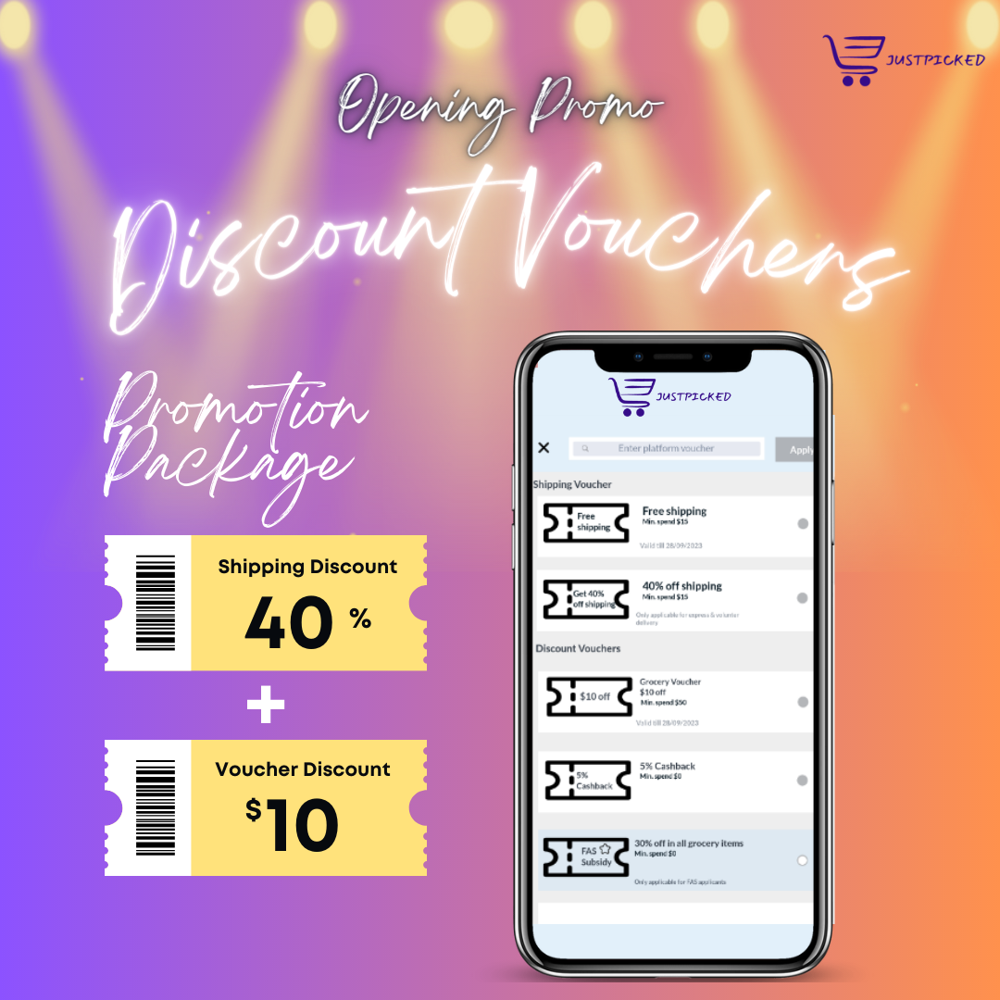 JUSTPICKED
Opening Promo
Discount Vouchers
Promotion
Package
Shipping Discount
40 %
+
Voucher Discount
$10
JUSTPICKED
Enter platform voucher
Apply
Shipping Voucher
Free
shipping
Free shipping
Min. spend $15
Valid till 28/09/2023
Get 40%
off shipping
40% off shipping
Min. spend $15
Only applicable for express & volunter
delivery
Discount Vouchers
$10 off
Grocery Voucher
$10 off
Min. spend $50
Valid till 28/09/2023
5%
Cashback
5% Cashback
Min. spend $0
FAS
Subsidy
30% off in all grocery items
Min. spend $0
Only applicable for FAS applicants